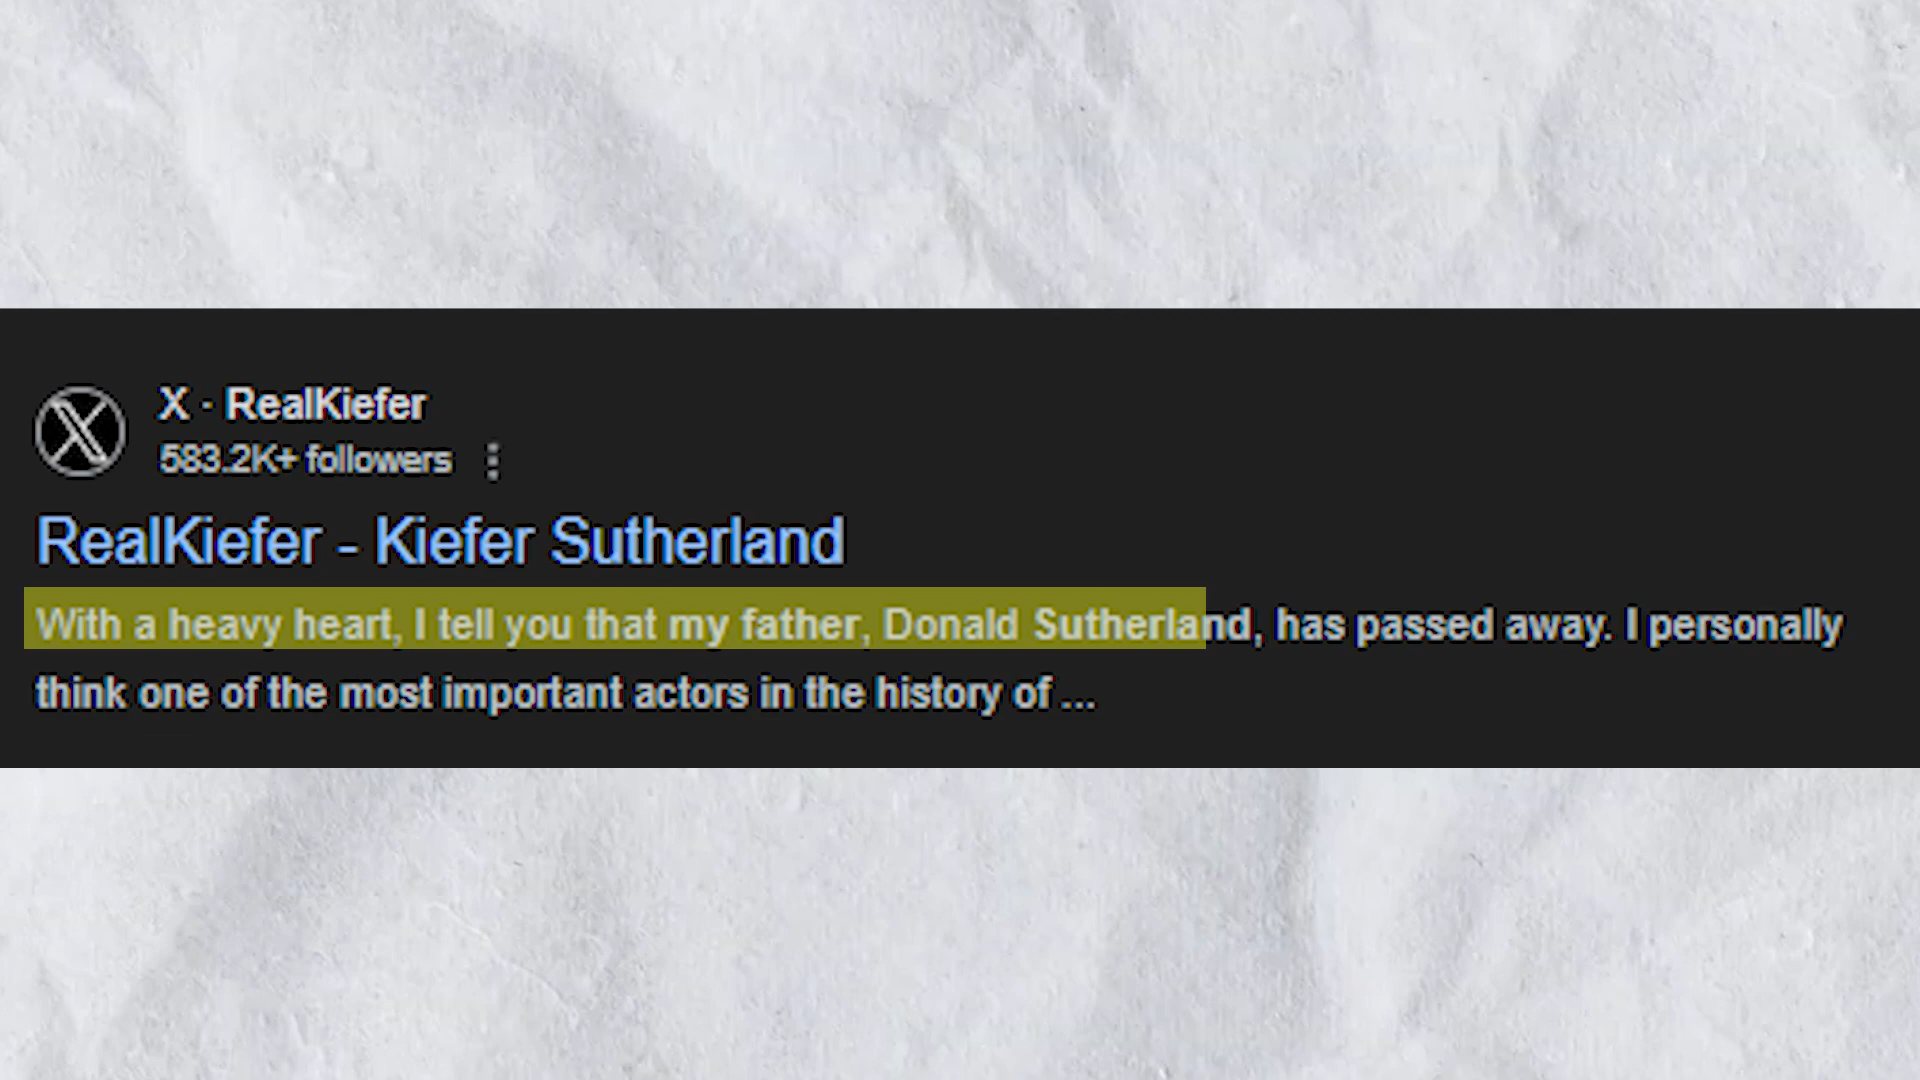 X · RealKiefer
583.2K+ followers
RealKiefer - Kiefer Sutherland
With a heavy heart, I tell you that my father, Donald Sutherland, has passed away. I personally
think one of the most important actors in the history of ...